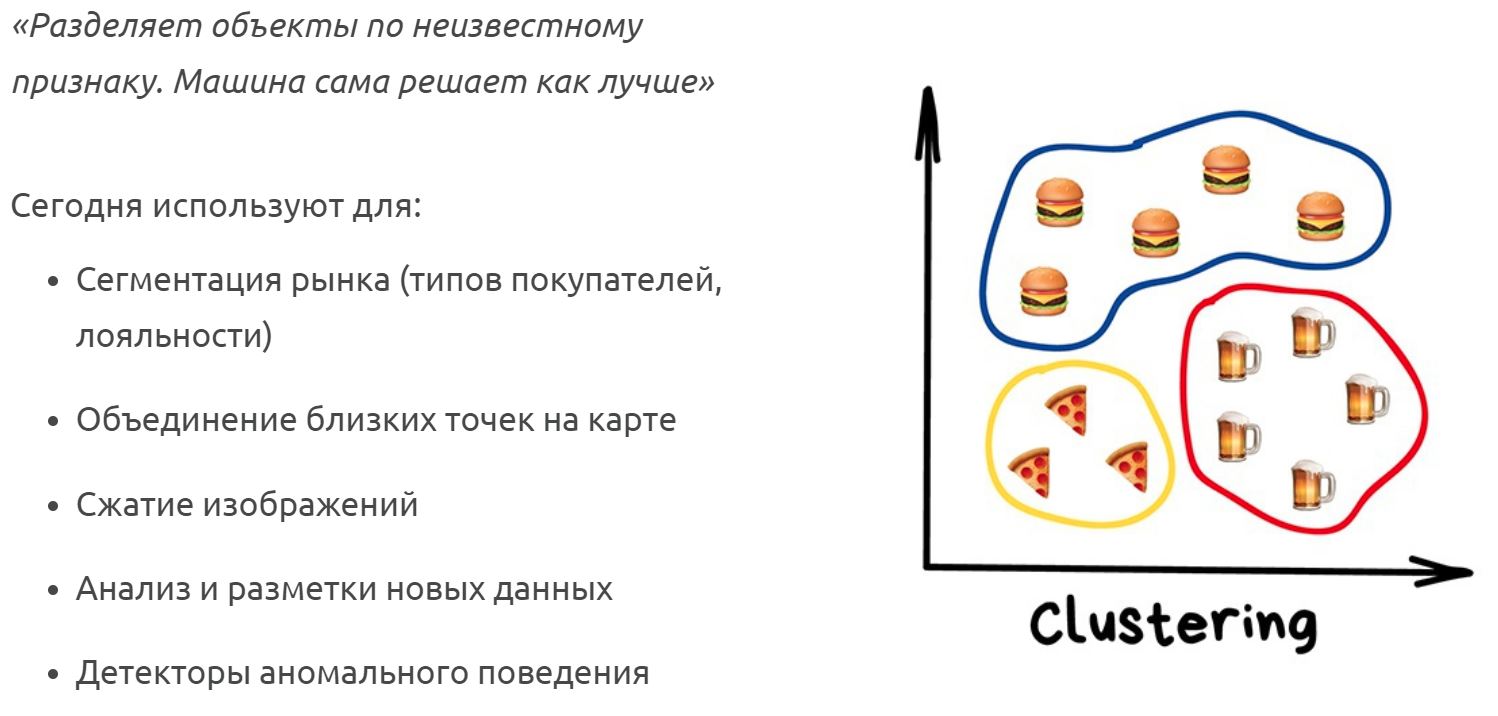 «Разделяет объекты по неизвестному
признаку. Машина сама решает как лучше»
Сегодня используют для:
• Сегментация рынка (типов покупателей,
лояльности)
• Объединение близких точек на карте
• Сжатие изображений
• Анализ и разметки новых данных
• Детекторы аномального поведения
Clustering